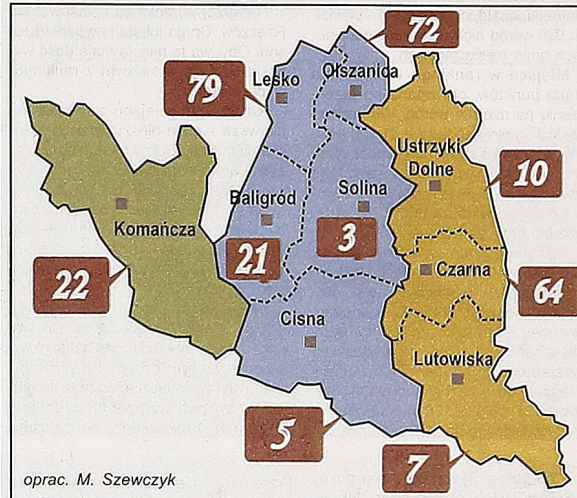 72
Lesko
Olszanica
79
Ustrzyki
Dolne
10
Baligród
Solina
Komańcza
21
3
22
Czarna
64
Cisna
Lutowiska
5
7
oprac. M. Szewczyk